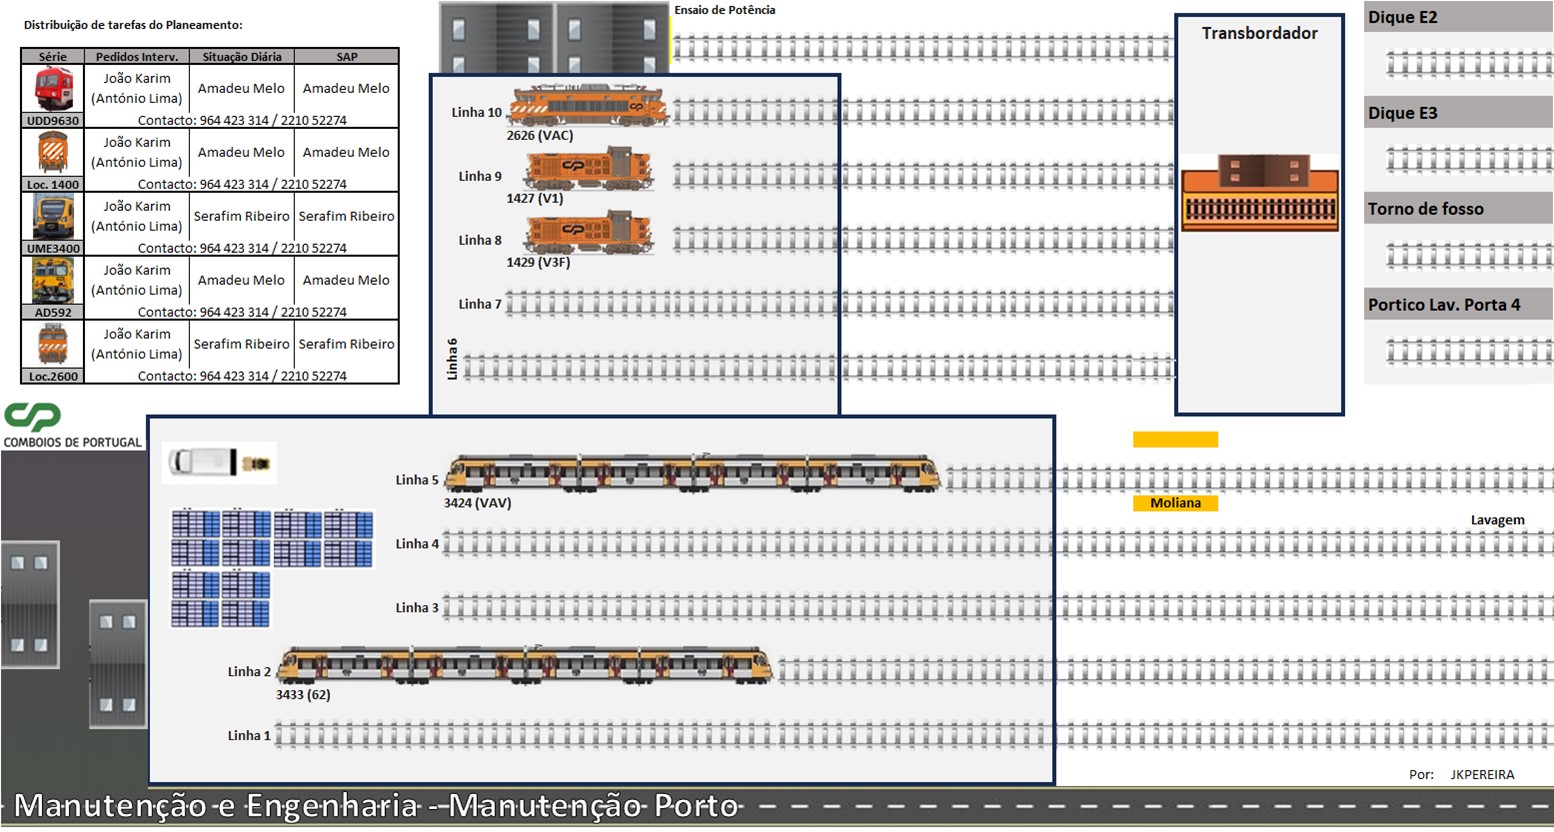 Distribuição de tarefas do Planeamento:
Série Pedidos Interv. Situação Diária SAP
João Karim (António Lima) Amadeu Melo Amadeu Melo
UDD9630 Contacto: 964 423 314 / 2210 52274
João Karim (António Lima) Amadeu Melo Amadeu Melo
Loc. 1400 Contacto: 964 423 314 / 2210 52274
João Karim (António Lima) Serafim Ribeiro Serafim Ribeiro
UME3400 Contacto: 964 423 314 / 2210 52274
João Karim (António Lima) Amadeu Melo Amadeu Melo
AD592 Contacto: 964 423 314 / 2210 52274
João Karim (António Lima) Serafim Ribeiro Serafim Ribeiro
Loc.2600 Contacto: 964 423 314 / 2210 52274
Ensaio de Potência
Linha 10
2626 (VAC)
Linha 9
1427 (V1)
Linha 8
1429 (V3F)
Linha 7
Linha 6
Transbordador
Dique E2
Dique E3
Torno de fosso
Portico Lav. Porta 4
CP
COMBOIOS DE PORTUGAL
Linha 5
3424 (VAV)
Moliana
Lavagem
Linha 4
Linha 3
Linha 2
3433 (62)
Linha 1
Por: JKPEREIRA
Manutenção e Engenharia - Manutenção Porto